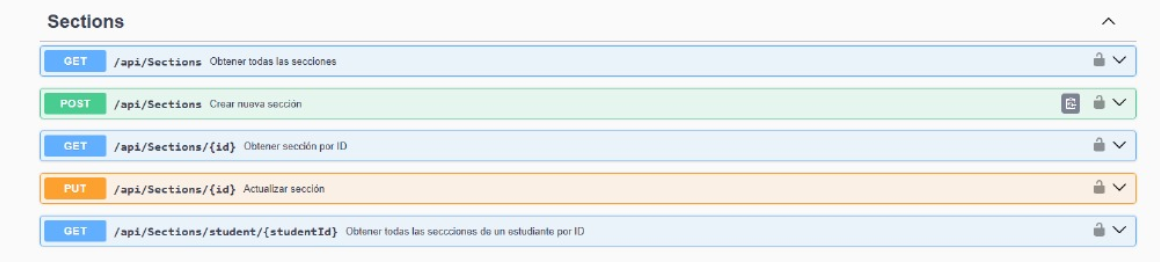 Sections
GET /api/Sections Obtener todas las secciones
POST /api/Sections Crear nueva sección
GET /api/Sections/{id} Obtener sección por ID
PUT /api/Sections/{id} Actualizar sección
GET /api/Sections/student/{studentId} Obtener todas las seccciones de un estudiante por ID